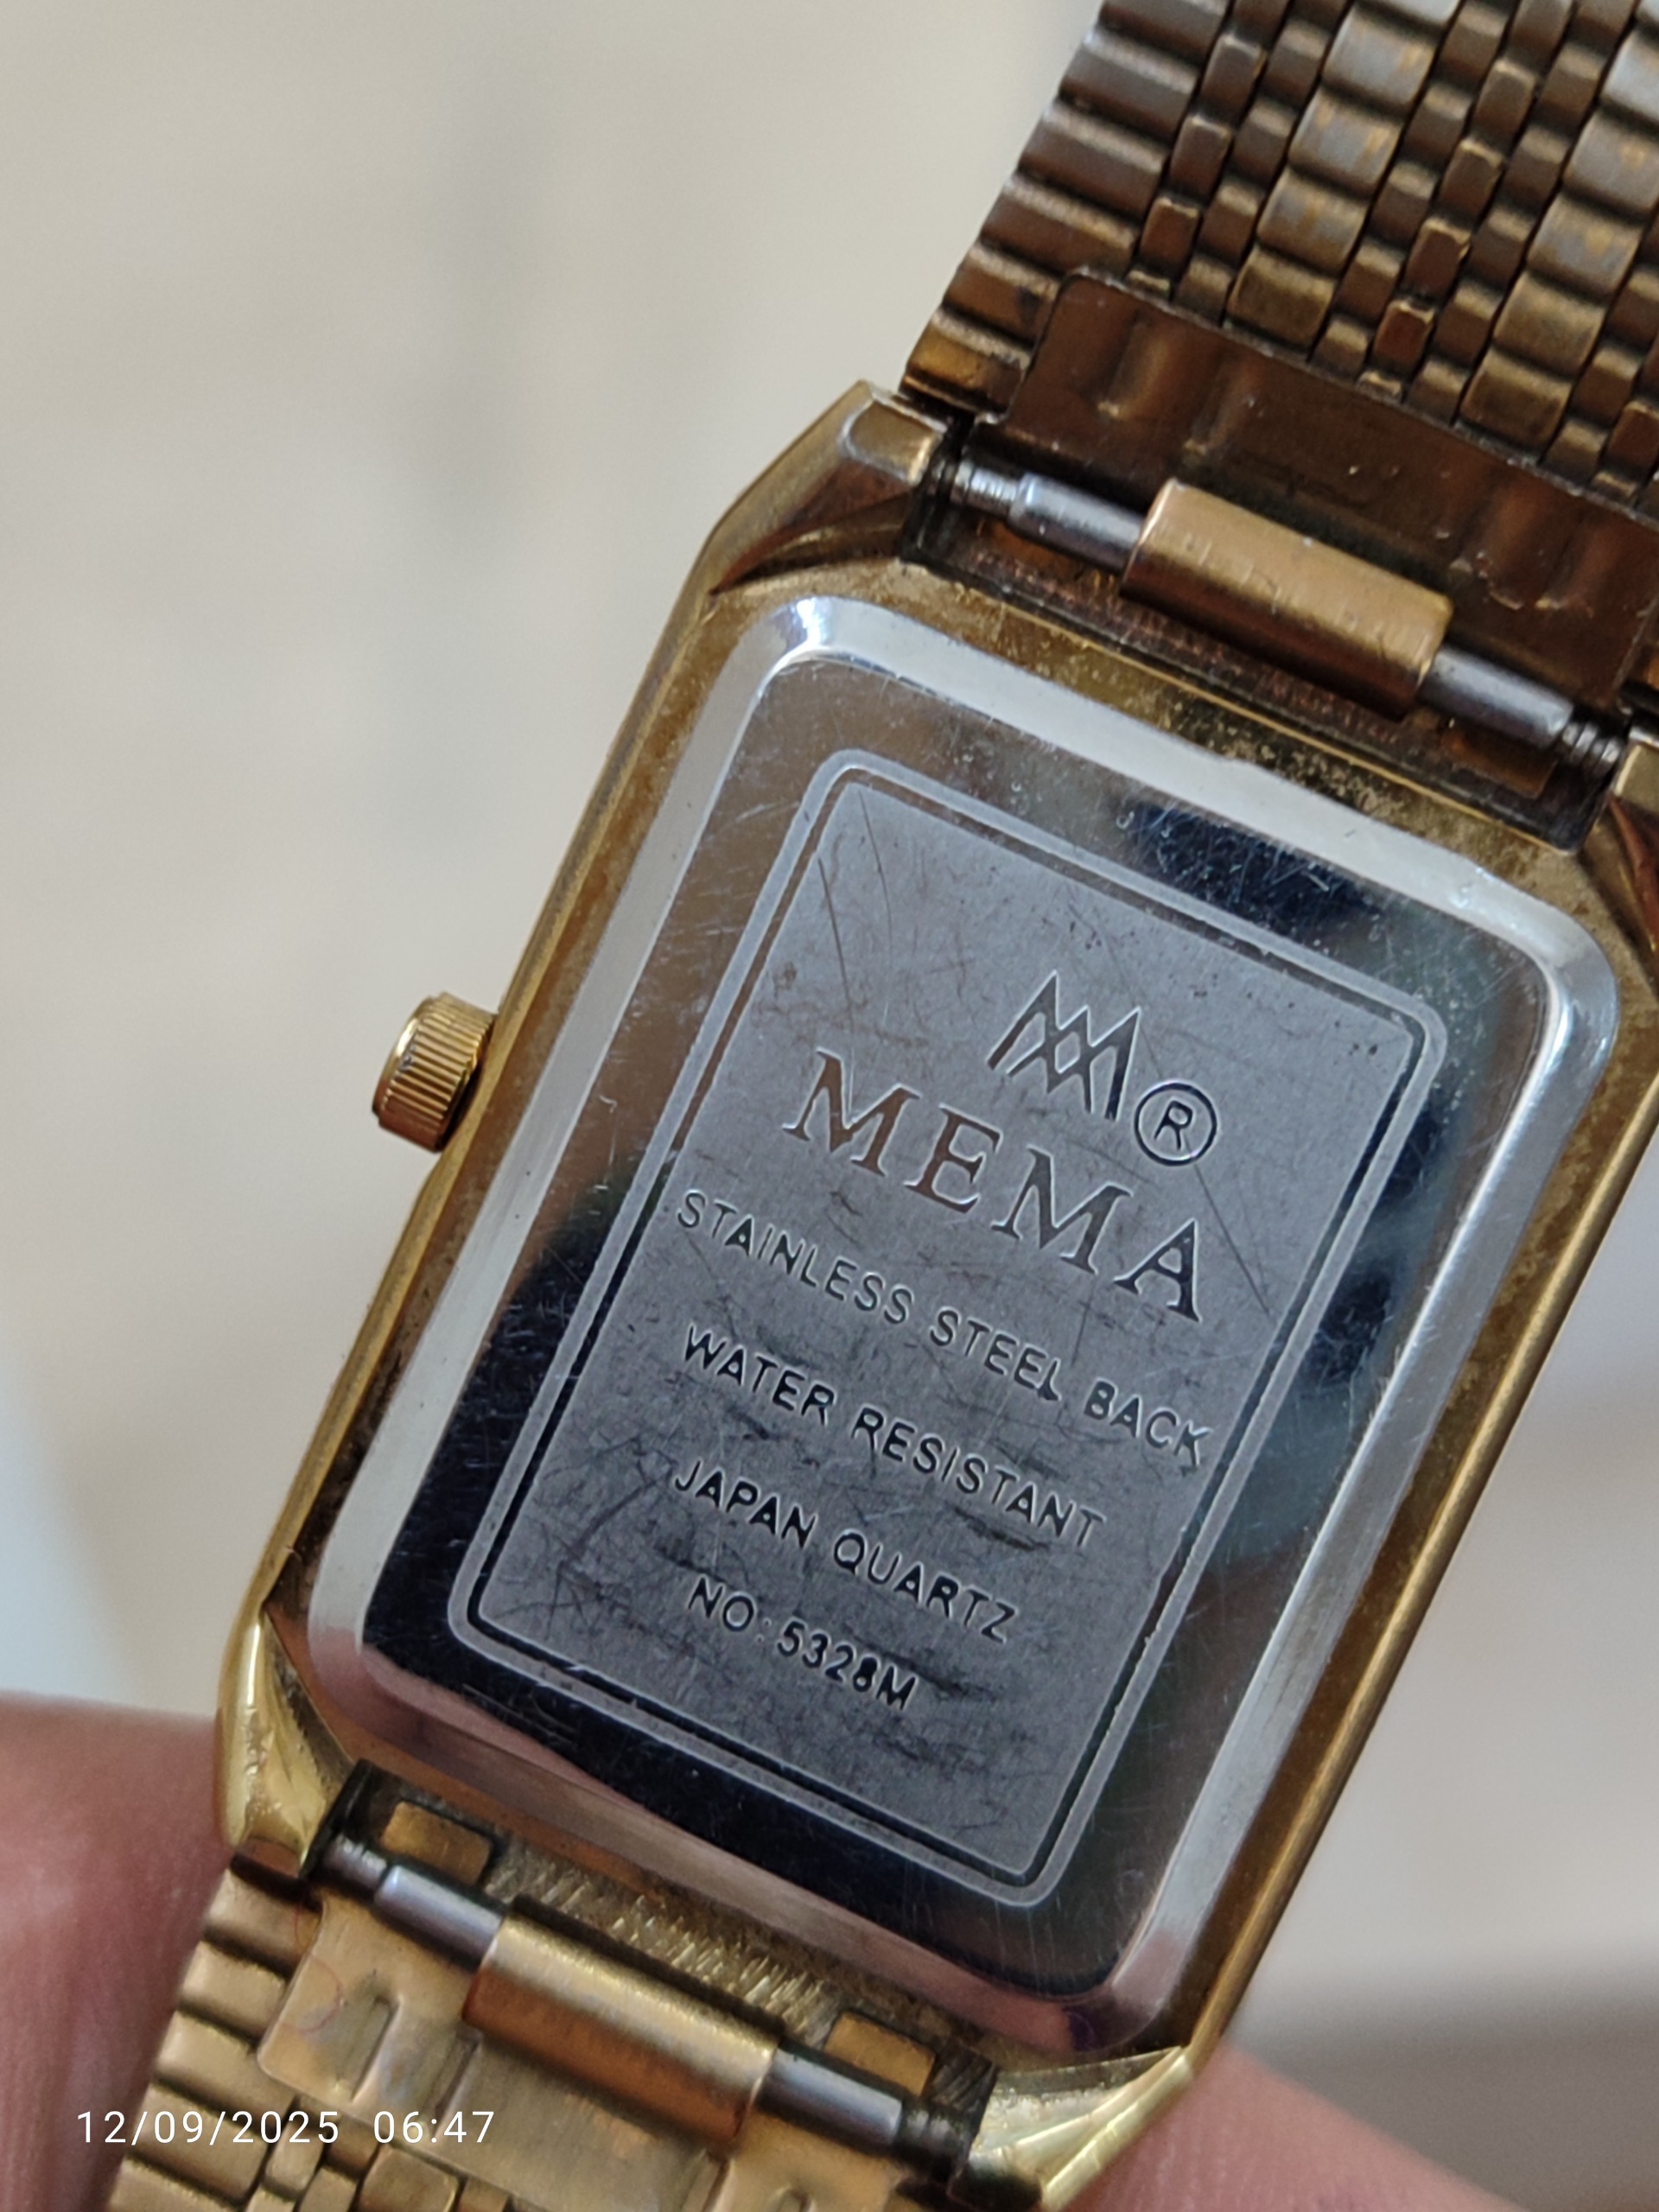 ®
MEMA
STAINLESS STEEL BACK
WATER RESISTANT
JAPAN QUARTZ
NO: 5328M
12/09/2025 06:47